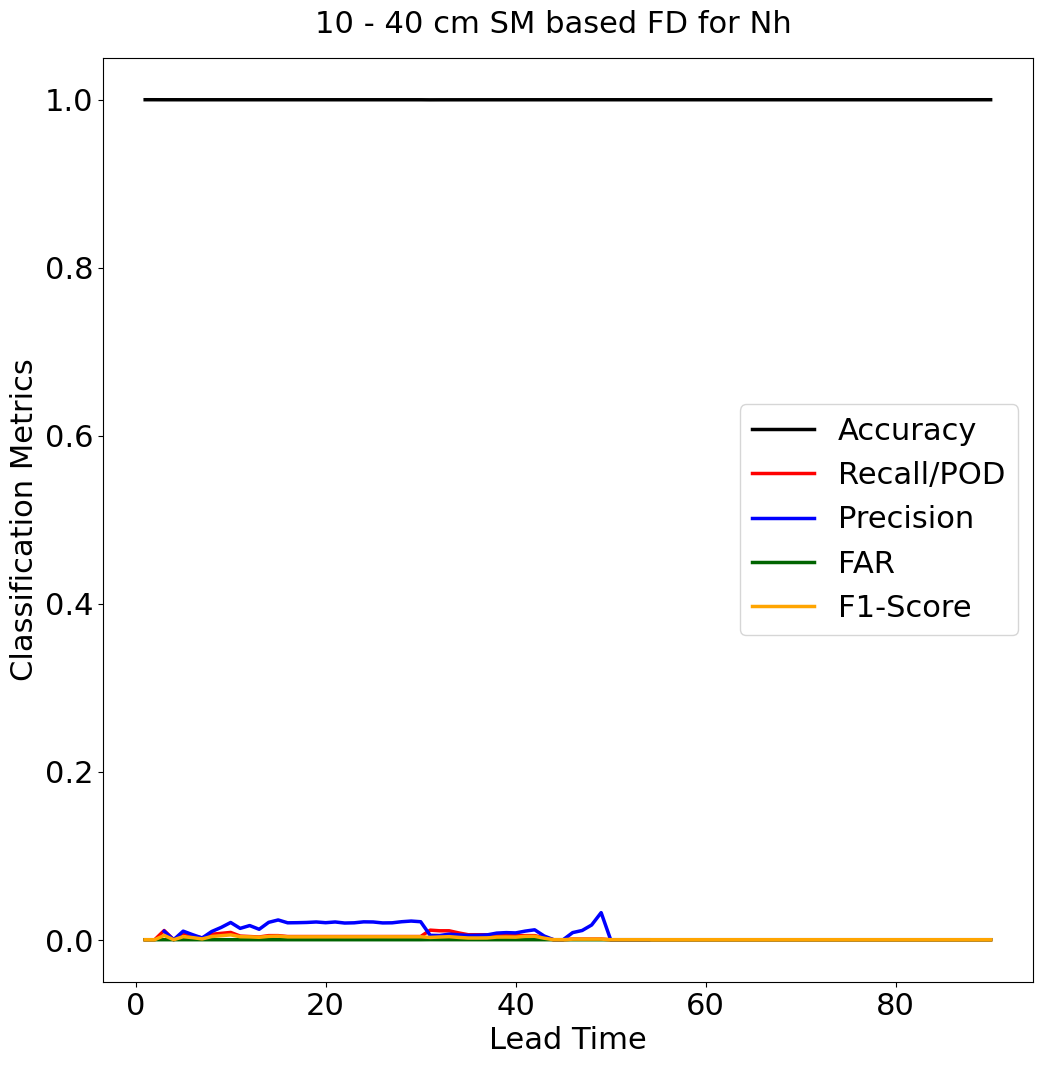 10 - 40 cm SM based FD for Nh
1.0
0.8
0.6
0.4
0.2
0.0
Classification Metrics
Accuracy
Recall/POD
Precision
FAR
F1-Score
0 20 40 60 80
Lead Time